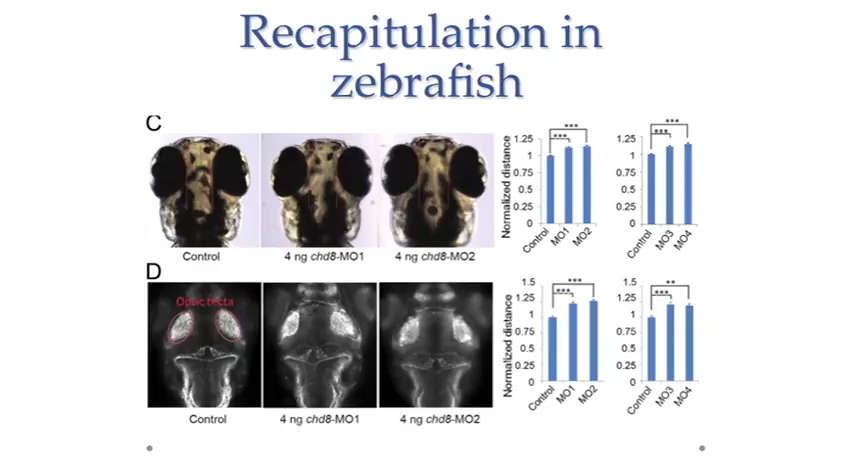 Recapitulation in
zebrafish
C
Control
4 ng chd8-MO1
4 ng chd8-MO2
Normalized distance
1.25
1
0.75
0.5
0.25
0
***
***
Control
MO1
MO2
1.25
1
0.75
0.5
0.25
0
***
***
Control
MO3
MO4
D
Optic tecta
Control
4 ng chd8-MO1
4 ng chd8-MO2
Normalized distance
1.5
1.25
1
0.75
0.5
0.25
0
***
***
Control
MO1
MO2
1.5
1.25
1
0.75
0.5
0.25
0
**
***
Control
MO3
MO4